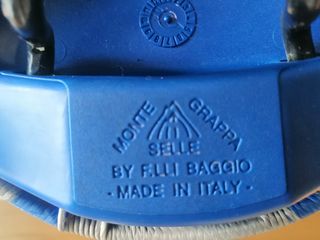 MONTE GRAPPA
SELLE
BY F.LLI BAGGIO
- MADE IN ITALY -